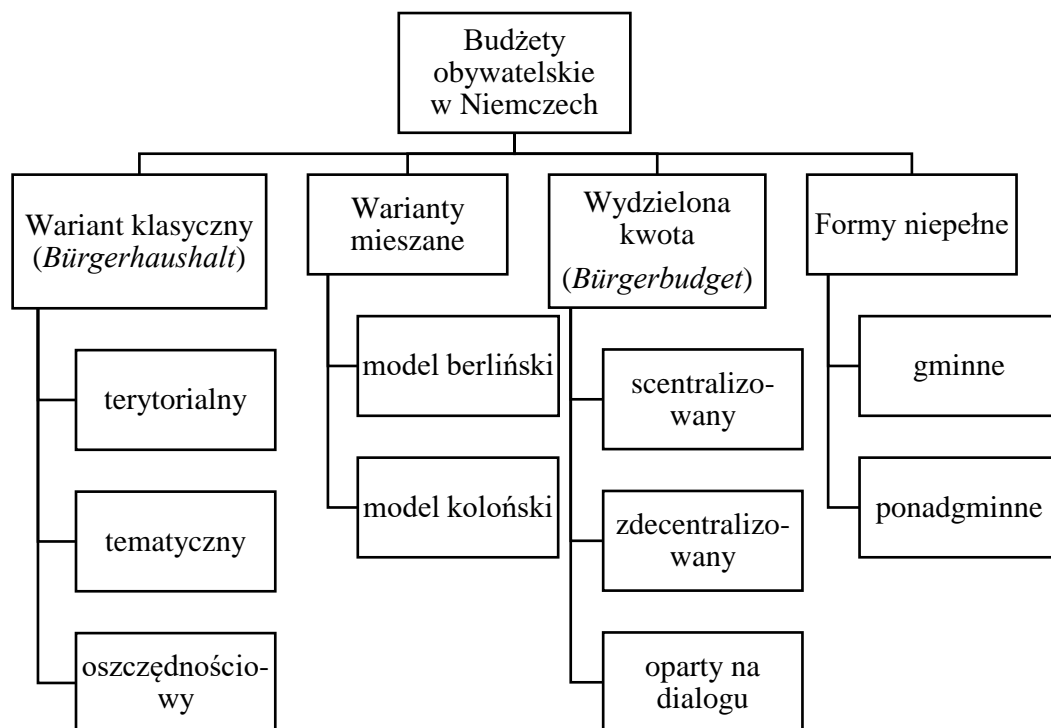 Budżety
obywatelskie
w Niemczech
Wariant klasyczny
(Bürgerhaushalt)
terytorialny
tematyczny
oszczędnościo-
wy
Warianty
mieszane
model berliński
model koloński
Wydzielona
kwota
(Bürgerbudget)
scentralizo-
wany
zdecentralizo-
wany
oparty na
dialogu
Formy niepełne
gminne
ponadgminne